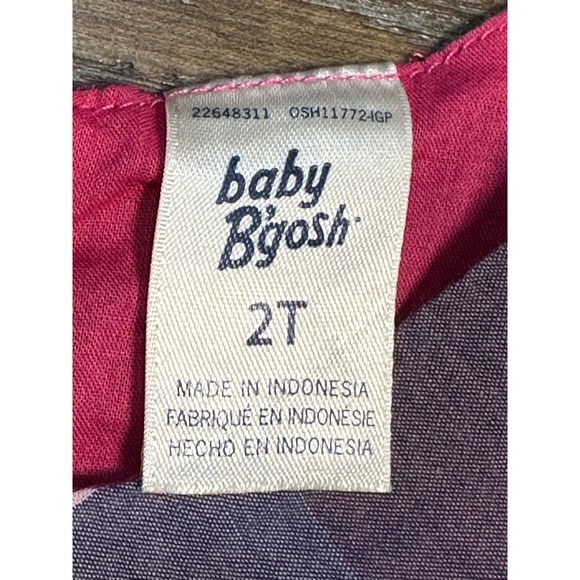 22648311 OSH11772-IGP
baby
B'gosh
2T
MADE IN INDONESIA
FABRIQUÉ EN INDONÉSIE
HECHO EN INDONESIA